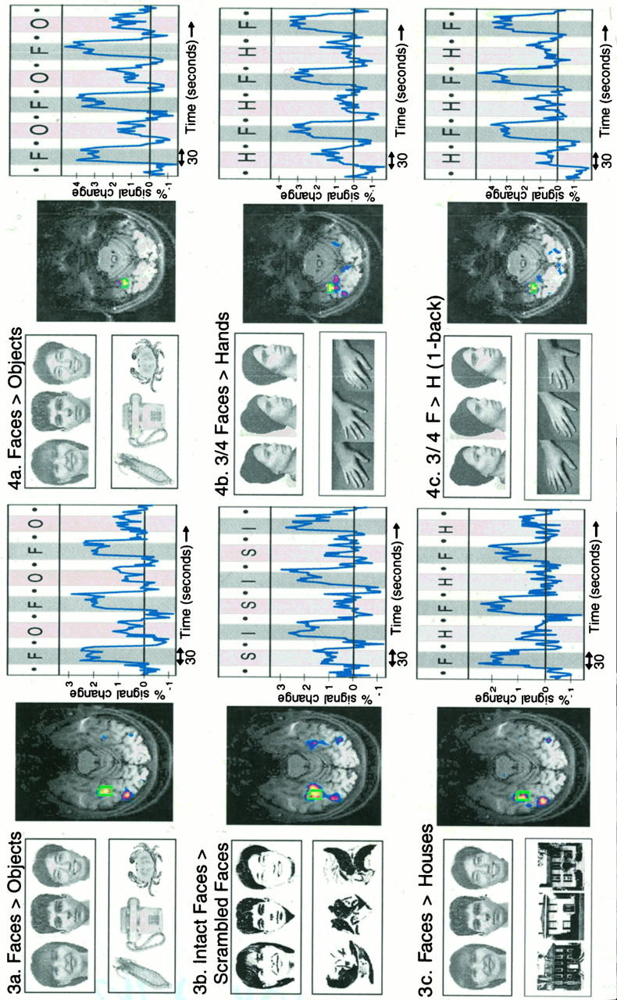 3a. Faces > Objects
• F • O • F • O • F • O •
% signal change
3
2
1
0
-1
30
Time (seconds) →
3b. Intact Faces >
Scrambled Faces
• S • I • S • I • S • I •
% signal change
3
2
1
0
-1
30
Time (seconds) →
3c. Faces > Houses
• F • H • F • H • F • H •
% signal change
2
1
0
-1
30
Time (seconds) →
4a. Faces > Objects
• F • O • F • O • F • O •
% signal change
4
3
2
1
0
-1
30
Time (seconds) →
4b. 3/4 Faces > Hands
• H • F • H • F • H • F
% signal change
4
3
2
1
0
-1
30
Time (seconds) →
4c. 3/4 F > H (1-back)
• H • F • H • F • H • F
% signal change
4
3
2
1
0
-1
30
Time (seconds) →